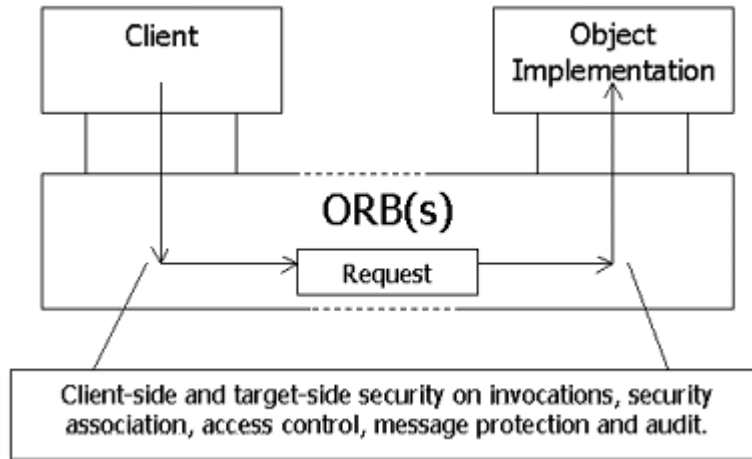 Client
Object
Implementation
ORB(s)
Request
Client-side and target-side security on invocations, security
association, access control, message protection and audit.